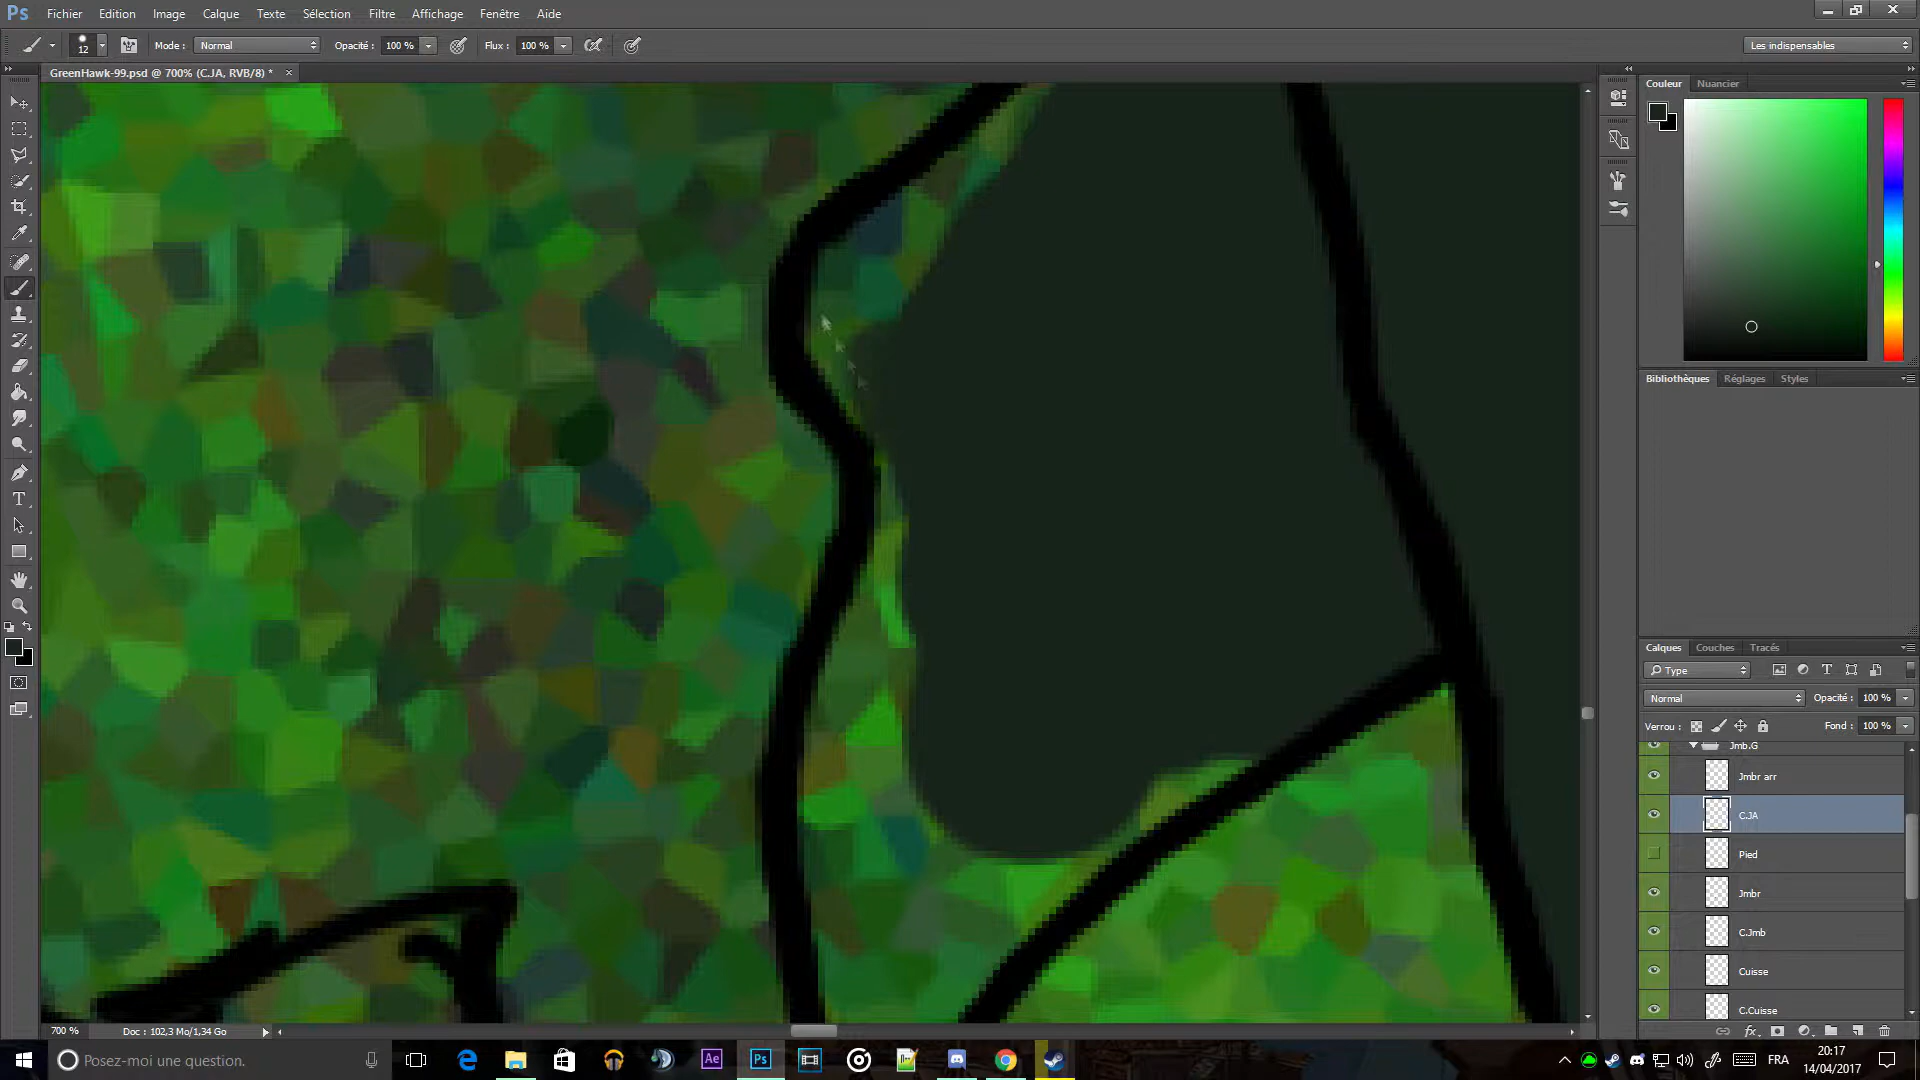 Ps Fichier Edition Image Calque Texte Sélection Filtre Affichage Fenêtre Aide
12 Mode : Normal Opacité : 100 % Flux : 100 % Les indispensables
GreenHawk-99.psd @ 700% (C.JA, RVB/8) *
Couleur Nuancier
Bibliothèques Réglages Styles
Calques Couches Tracés
Type
Normal Opacité : 100 %
Verrou : Fond : 100 %
Jmb.G
Jmbr arr
C.JA
Pied
Jmbr
C.Jmb
Cuisse
C.Cuisse
700 % Doc : 102,3 Mo/1,34 Go
Posez-moi une question.
Ae Ps
FRA
20:17
14/04/2017